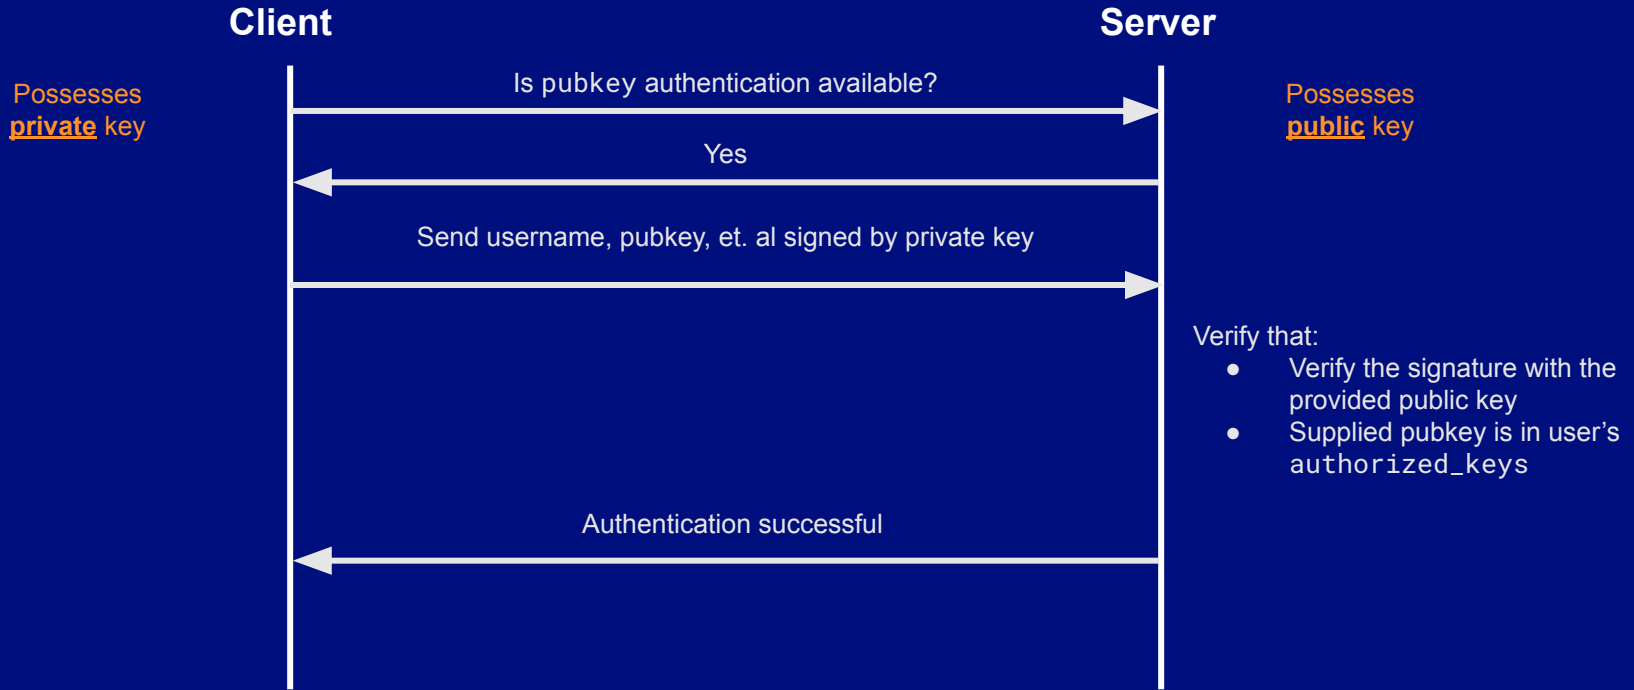 Client
Server
Possesses
private key
Is pubkey authentication available?
Possesses
public key
Yes
Send username, pubkey, et. al signed by private key
Verify that:
● Verify the signature with the
provided public key
● Supplied pubkey is in user’s
authorized_keys
Authentication successful